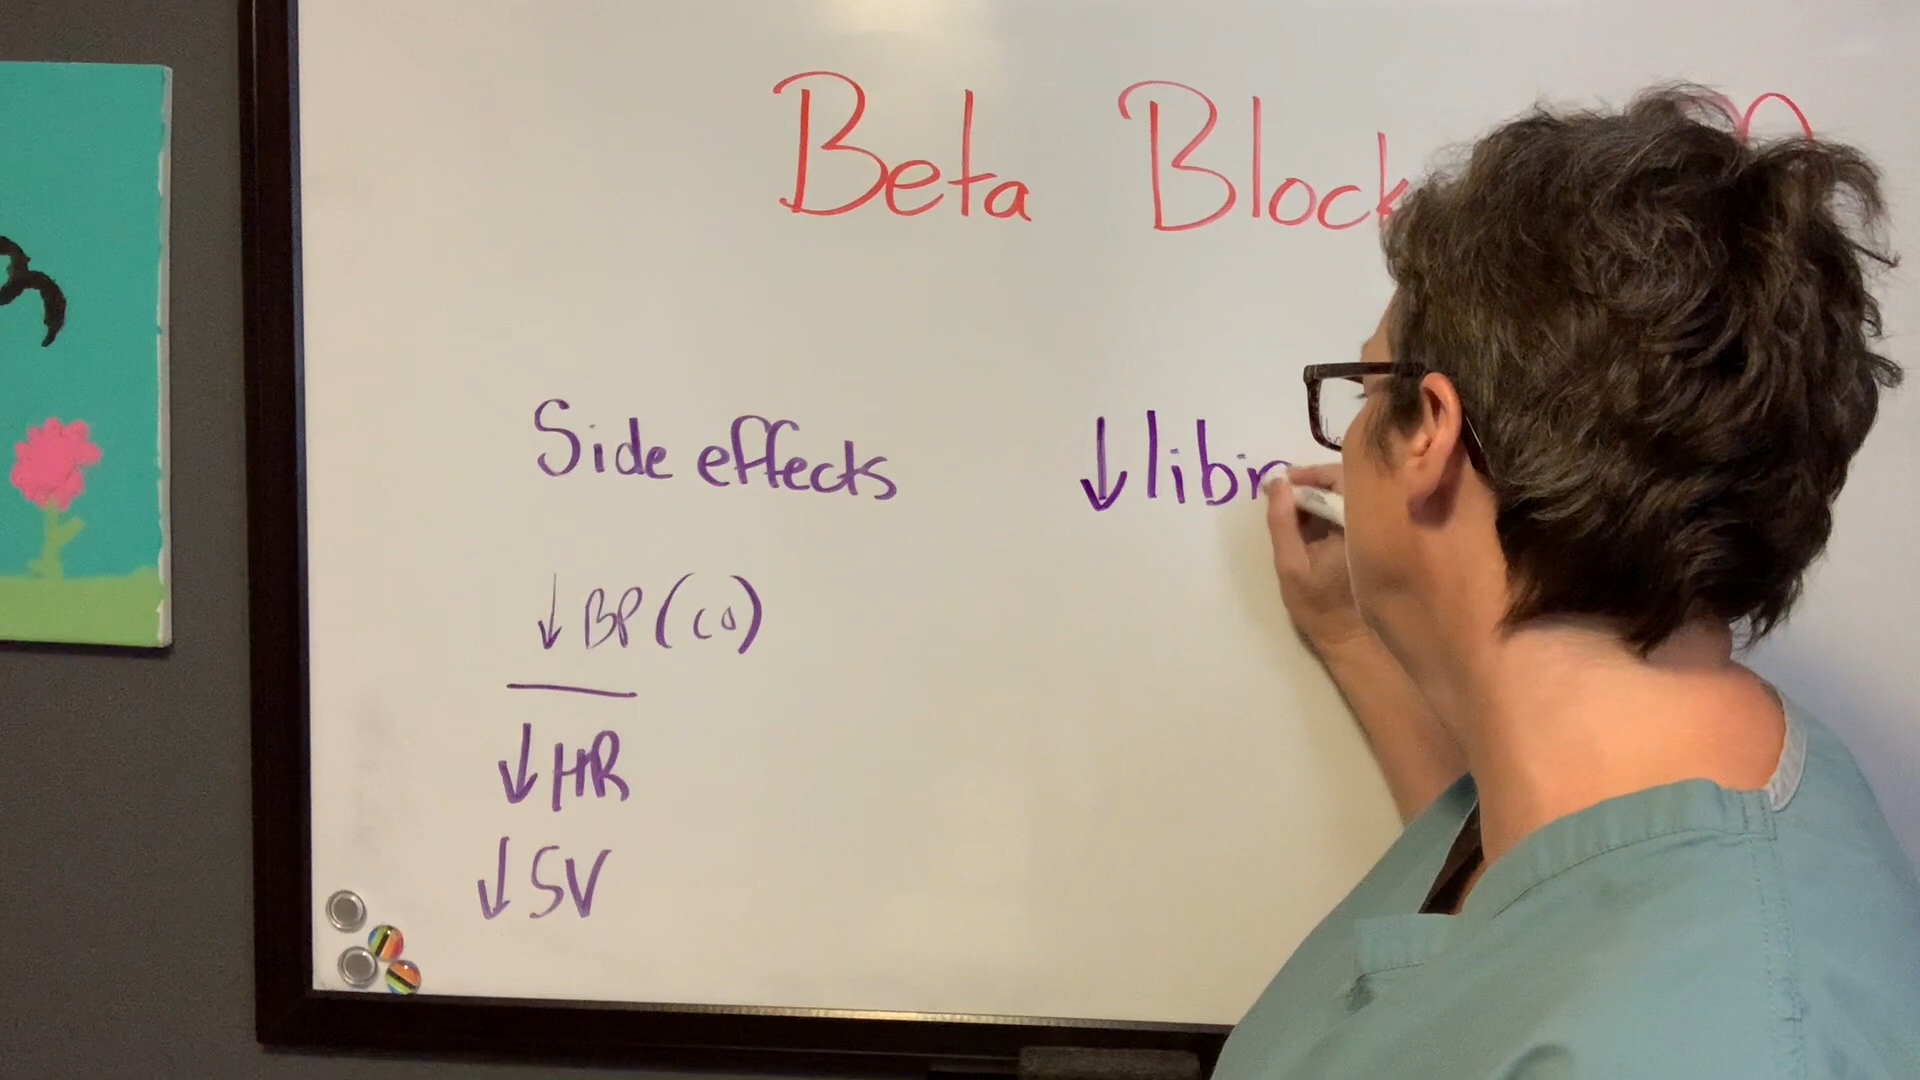 Beta Block
Side effects
↓ libi
↓ BP (CO)
↓ HR
↓ SV